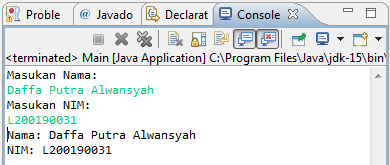 Proble
Javado
Declarat
Console
<terminated> Main [Java Application] C:\Program Files\Java\jdk-15\bin\
Masukan Nama:
Daffa Putra Alwansyah
Masukan NIM:
L200190031
Nama: Daffa Putra Alwansyah
NIM: L200190031